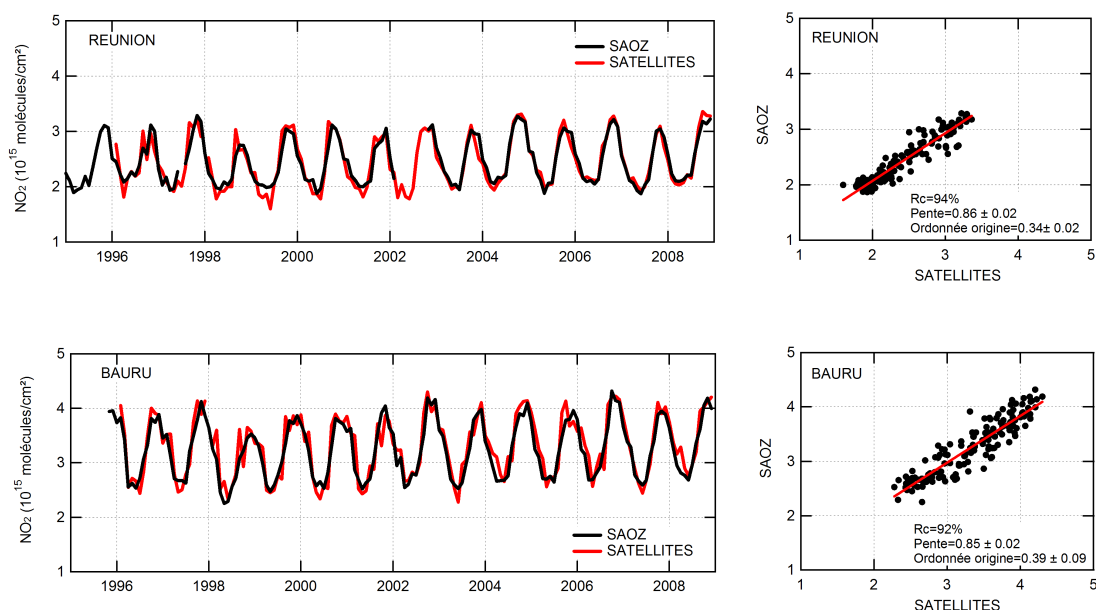 REUNION
SAOZ
SATELLITES
NO₂ (10¹⁵ molécules/cm²)
5
4
3
2
1
1996 1998 2000 2002 2004 2006 2008
REUNION
SAOZ
5
4
3
2
1
Rc=94%
Pente=0.86 ± 0.02
Ordonnée origine=0.34± 0.02
1 2 3 4 5
SATELLITES
BAURU
SAOZ
SATELLITES
NO₂ (10¹⁵ molécules/cm²)
5
4
3
2
1
1996 1998 2000 2002 2004 2006 2008
BAURU
SAOZ
5
4
3
2
1
Rc=92%
Pente=0.85 ± 0.02
Ordonnée origine=0.39 ± 0.09
1 2 3 4 5
SATELLITES